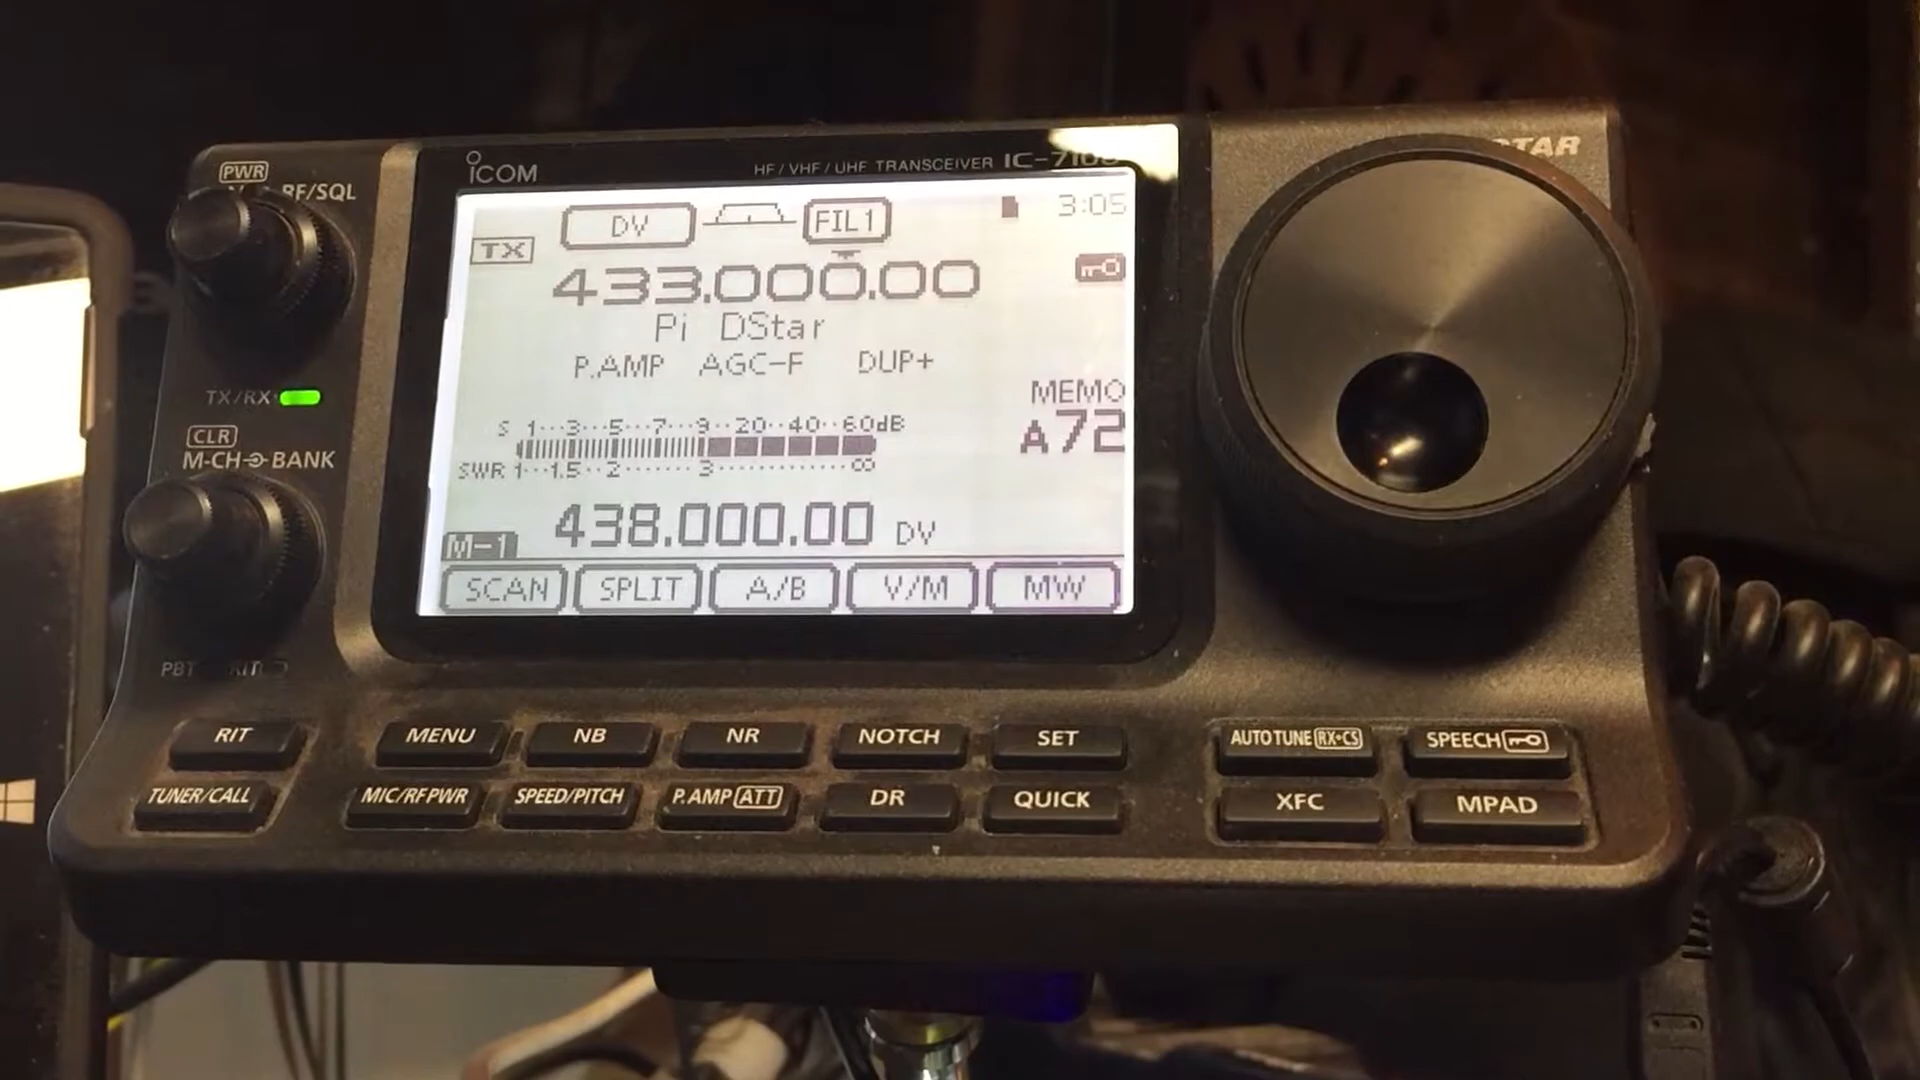 PWR
RF/SQL
ICOM
HF/VHF/UHF TRANSCEIVER IC-7100
STAR
DV
FIL1
3:05
TX
433.000.00
Pi DStar
P.AMP AGC-F DUP+
MEMO
A72
TX/RX
CLR
M-CH BANK
S 1···3···5···7···9···20···40···60dB
SWR 1···1.5···2·······3·············∞
438.000.00 DV
M-1
SCAN SPLIT A/B V/M MW
PBT RIT
RIT MENU NB NR NOTCH SET AUTOTUNE RX→CS SPEECH
TUNER/CALL MIC/RF PWR SPEED/PITCH P.AMP ATT DR QUICK XFC MPAD